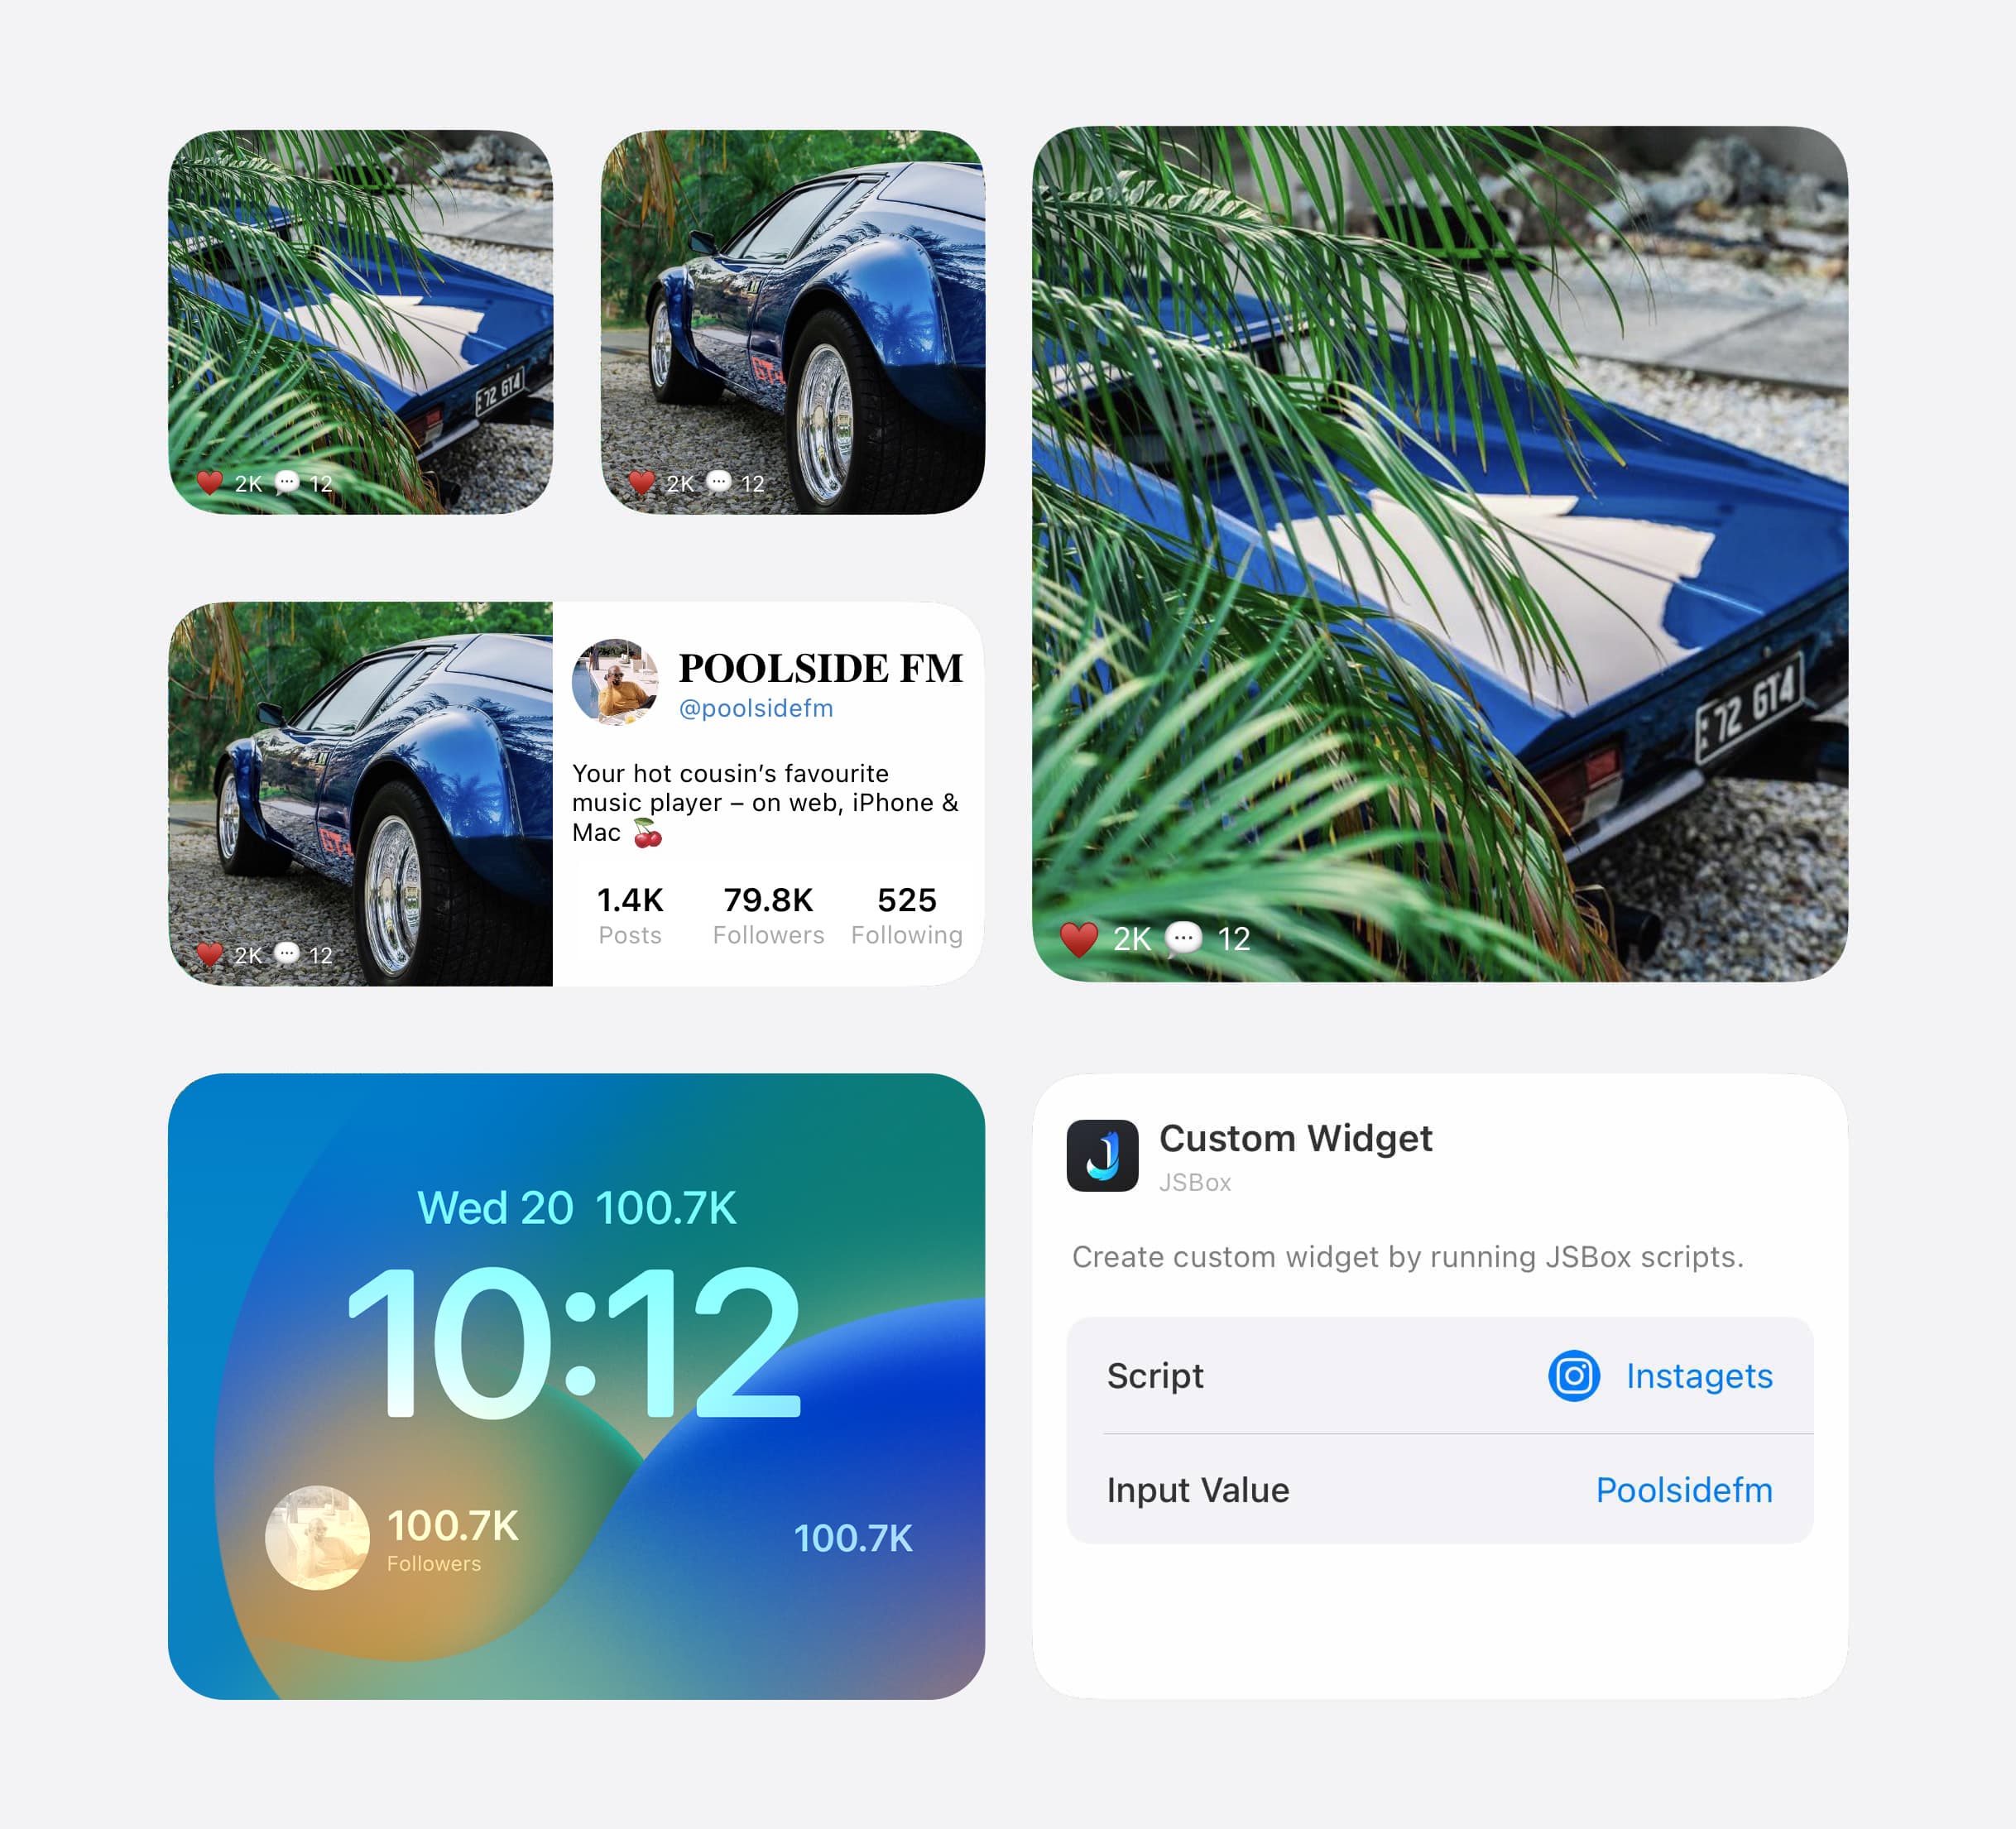 72 GT4
❤️ 2K 💬 12
❤️ 2K 💬 12
72 GT4
❤️ 2K 💬 12
POOLSIDE FM
@poolsidefm
Your hot cousin’s favourite
music player – on web, iPhone &
Mac 🍒
1.4K 79.8K 525
Posts Followers Following
❤️ 2K 💬 12
Wed 20 100.7K
10:12
100.7K
Followers
100.7K
Custom Widget
JSBox
Create custom widget by running JSBox scripts.
Script Instagets
Input Value Poolsidefm